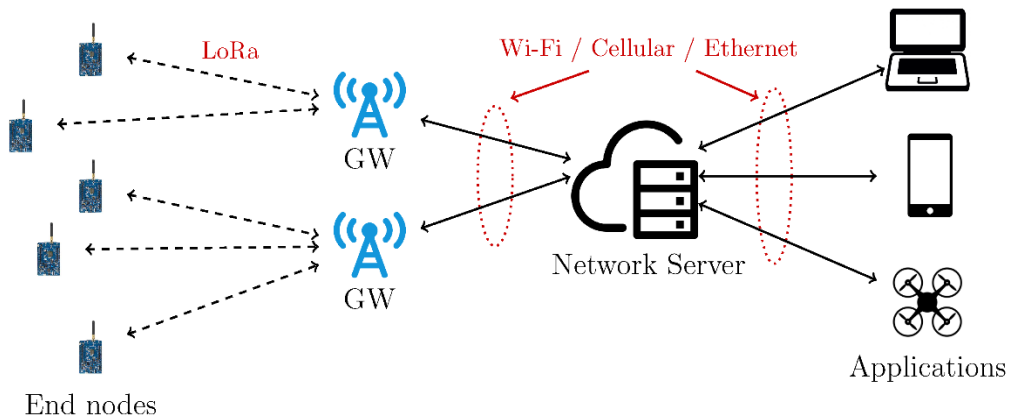 LoRa
Wi-Fi / Cellular / Ethernet
GW
GW
Network Server
Applications
End nodes